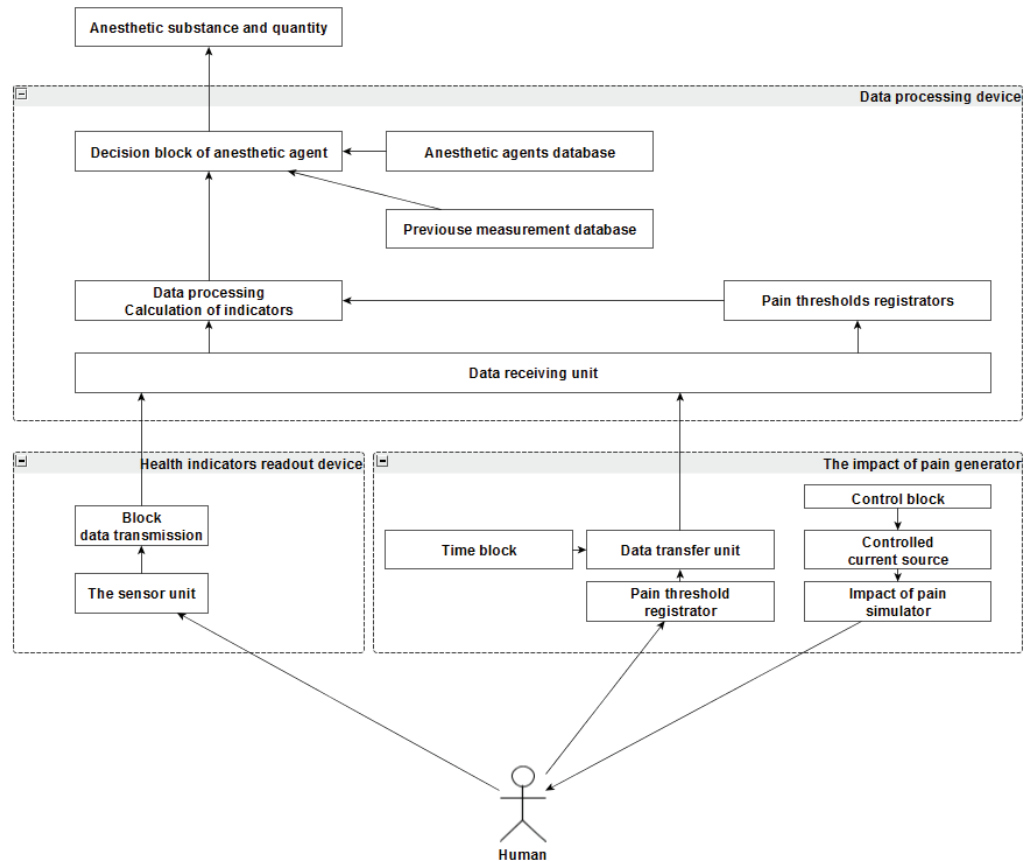 Anesthetic substance and quantity
Data processing device
Decision block of anesthetic agent
Anesthetic agents database
Previouse measurement database
Data processing
Calculation of indicators
Pain thresholds registrators
Data receiving unit
Health indicators readout device
The impact of pain generator
Block
data transmission
The sensor unit
Time block
Data transfer unit
Pain threshold
registrator
Control block
Controlled
current source
Impact of pain
simulator
Human